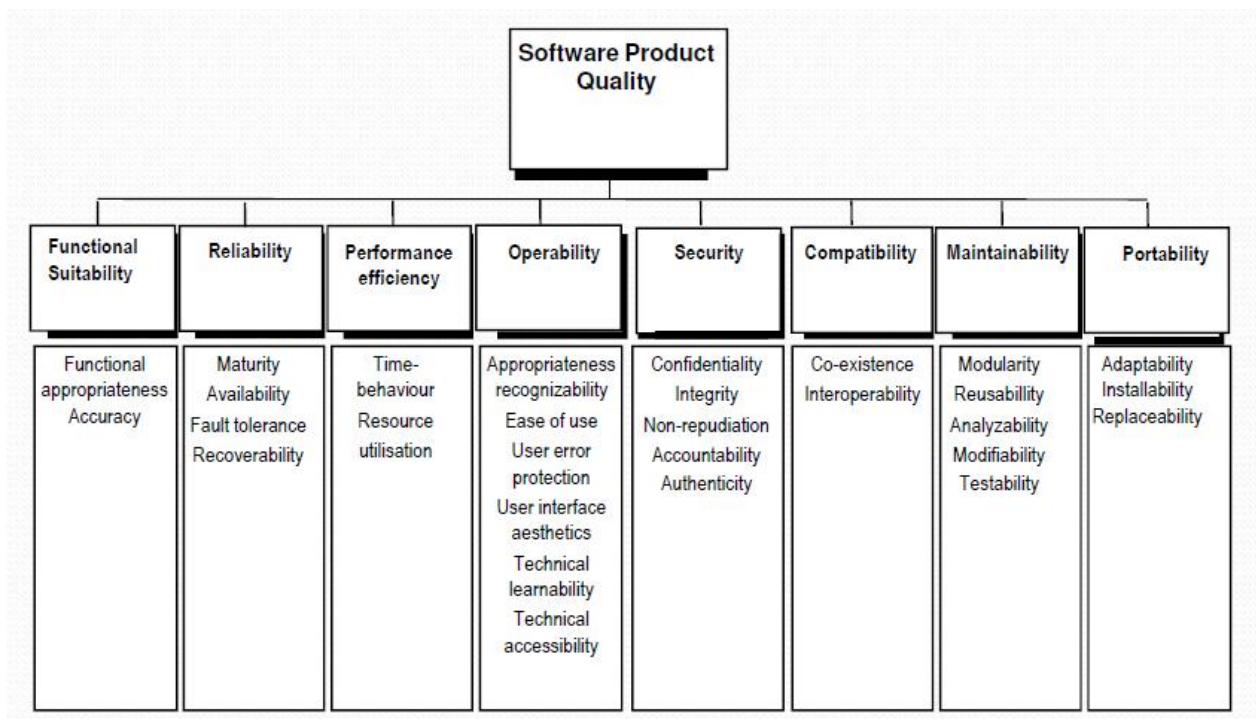 Software Product
Quality
Functional
Suitability
Reliability
Performance
efficiency
Operability
Security
Compatibility
Maintainability
Portability
Functional
appropriateness
Accuracy
Maturity
Availability
Fault tolerance
Recoverability
Time-
behaviour
Resource
utilisation
Appropriateness
recognizability
Ease of use
User error
protection
User interface
aesthetics
Technical
learnability
Technical
accessibility
Confidentiality
Integrity
Non-repudiation
Accountability
Authenticity
Co-existence
Interoperability
Modularity
Reusabillity
Analyzability
Modifiability
Testability
Adaptability
Installability
Replaceability